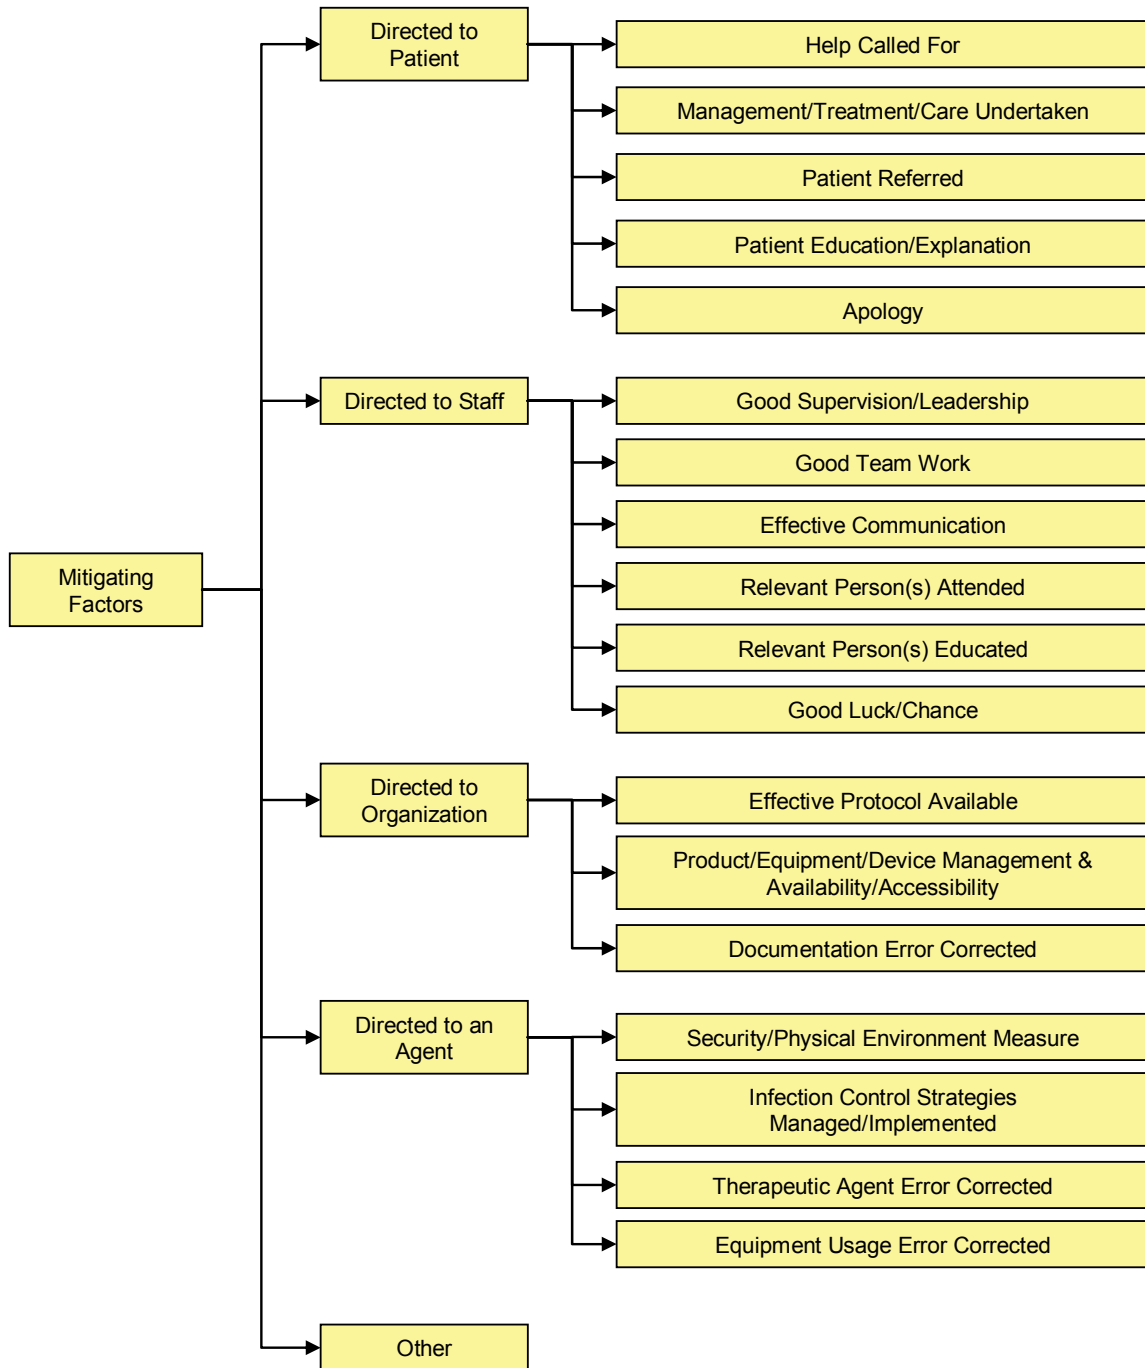 Directed to
Patient
Help Called For
Management/Treatment/Care Undertaken
Patient Referred
Patient Education/Explanation
Apology
Directed to Staff
Good Supervision/Leadership
Good Team Work
Effective Communication
Relevant Person(s) Attended
Relevant Person(s) Educated
Good Luck/Chance
Mitigating
Factors
Directed to
Organization
Effective Protocol Available
Product/Equipment/Device Management &
Availability/Accessibility
Documentation Error Corrected
Directed to an
Agent
Security/Physical Environment Measure
Infection Control Strategies
Managed/Implemented
Therapeutic Agent Error Corrected
Equipment Usage Error Corrected
Other